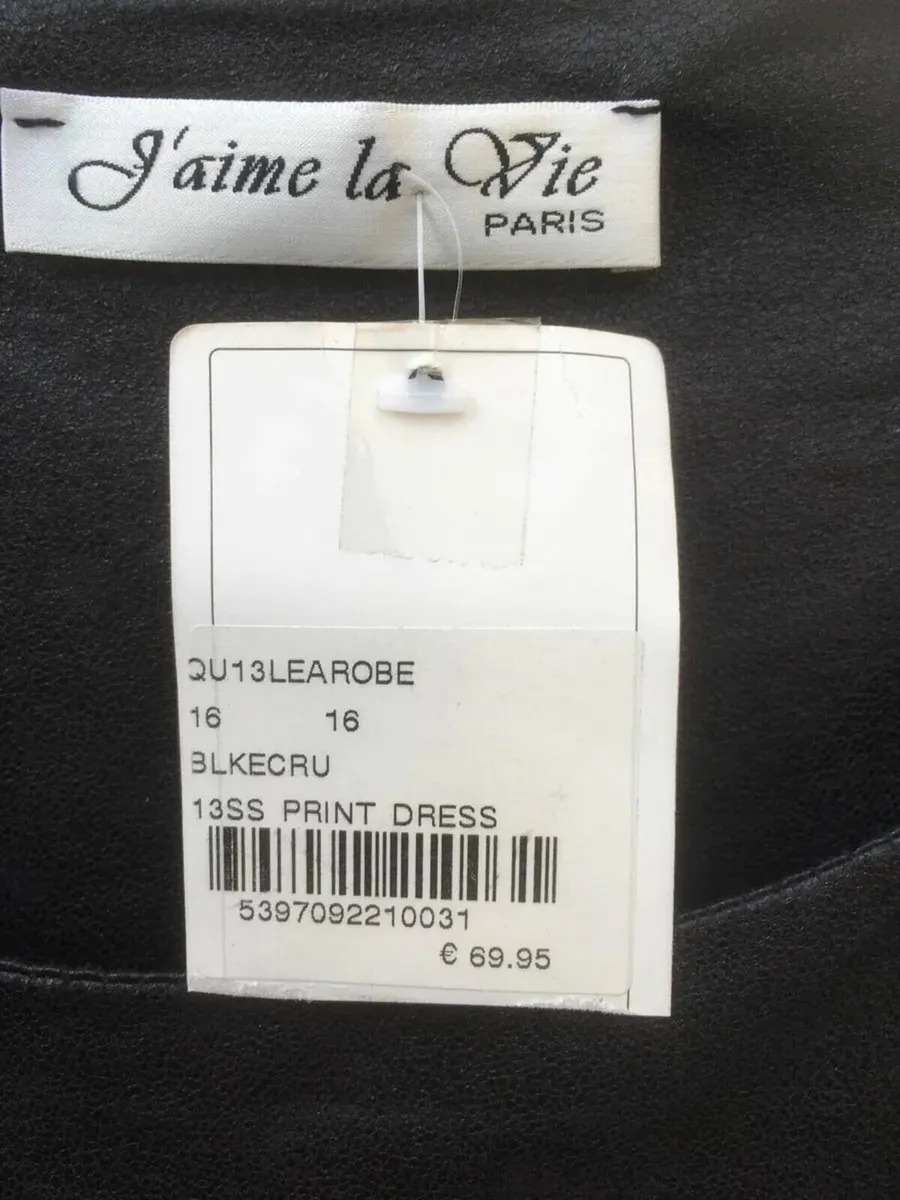 J'aime la Vie
PARIS
QU13LEAROBE
16 16
BLKECRU
13SS PRINT DRESS
5397092210031
€ 69.95